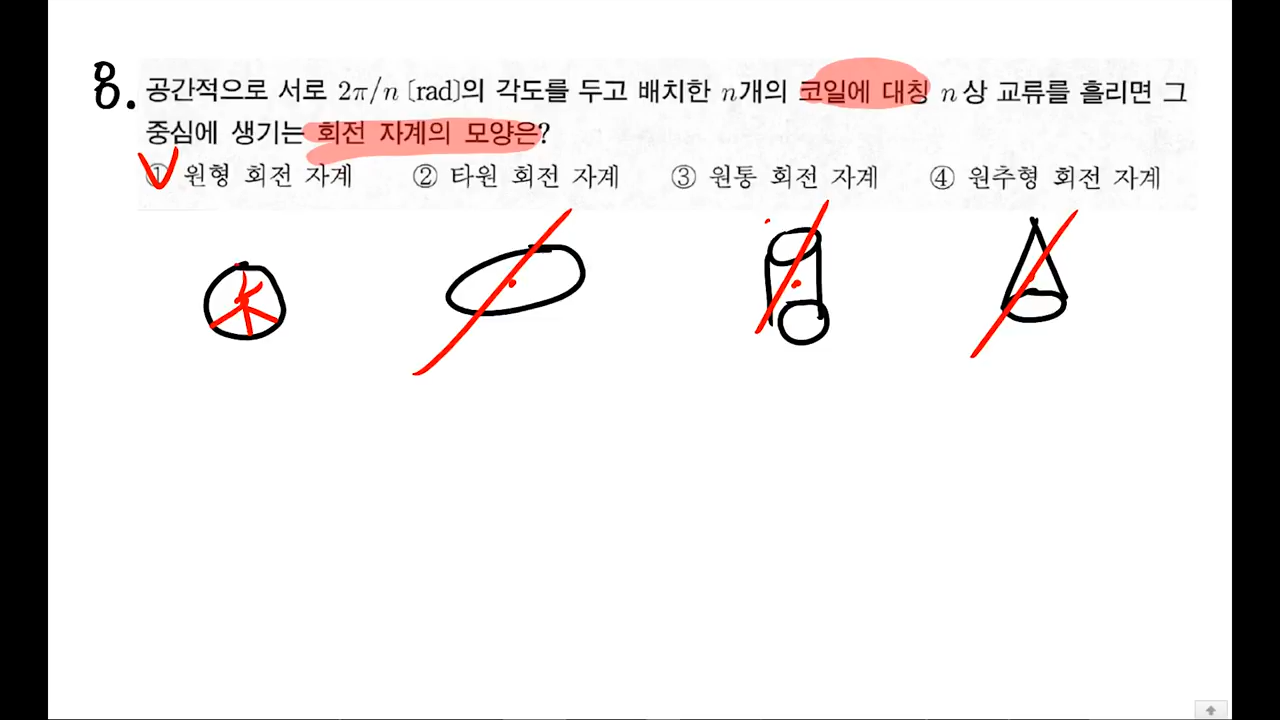 8.
공간적으로 서로 2π/n [rad]의 각도를 두고 배치한 n개의 코일에 대칭 n상 교류를 흘리면 그
중심에 생기는 회전 자계의 모양은?
① 원형 회전 자계 ② 타원 회전 자계 ③ 원통 회전 자계 ④ 원추형 회전 자계